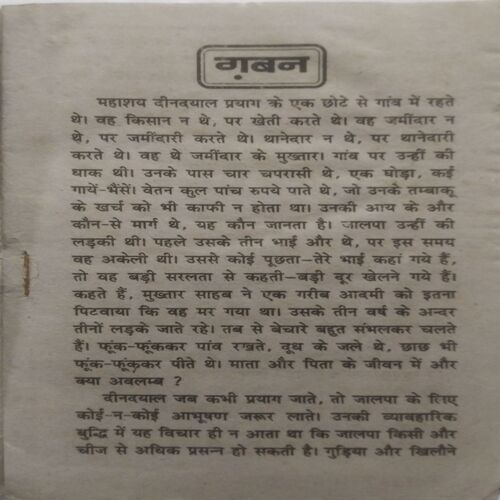 ग़बन
महाशय दीनदयाल प्रयाग के एक छोटे से गांव में रहते
थे। वह किसान न थे, पर खेती करते थे। वह जमींदार न
थे, पर जमींदारी करते थे। थानेदार न थे, पर थानेदारी
करते थे। वह थे जमींदार के मुख्तार। गांव पर उन्हीं की
धाक थी। उनके पास चार चपरासी थे, एक घोड़ा, कई
गायें-भैंसें। वेतन कुल पांच रुपये पाते थे, जो उनके तम्बाकू
के खर्च को भी काफी न होता था। उनकी आय के और
कौन-से मार्ग थे, यह कौन जानता है। जालपा उन्हीं की
लड़की थी। पहले उसके तीन भाई और थे, पर इस समय
वह अकेली थी। उससे कोई पूछता—तेरे भाई कहां गये हैं,
तो वह बड़ी सरलता से कहती—बड़ी दूर खेलने गये हैं।
कहते हैं, मुख्तार साहब ने एक गरीब आदमी को इतना
पिटवाया कि वह मर गया था। उसके तीन वर्ष के अन्दर
तीनों लड़के जाते रहे। तब से बेचारे बहुत संभलकर चलते
हैं। फूंक-फूंककर पांव रखते, दूध के जले थे, छाछ भी
फूंक-फूंककर पीते थे। माता और पिता के जीवन में और
क्या अवलम्ब ?
दीनदयाल जब कभी प्रयाग जाते, तो जालपा के लिए
कोई-न-कोई आभूषण जरूर लाते। उनकी व्यावहारिक
बुद्धि में यह विचार ही न आता था कि जालपा किसी और
चीज से अधिक प्रसन्न हो सकती है। गुड़िया और खिलौने